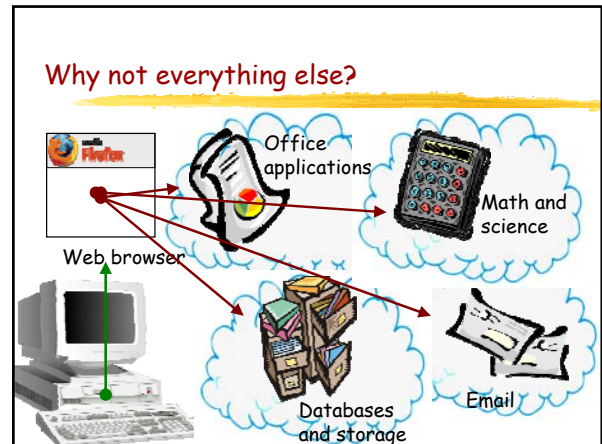 Why not everything else?
Firefox
Office
applications
Math and
science
Web browser
Databases
and storage
Email